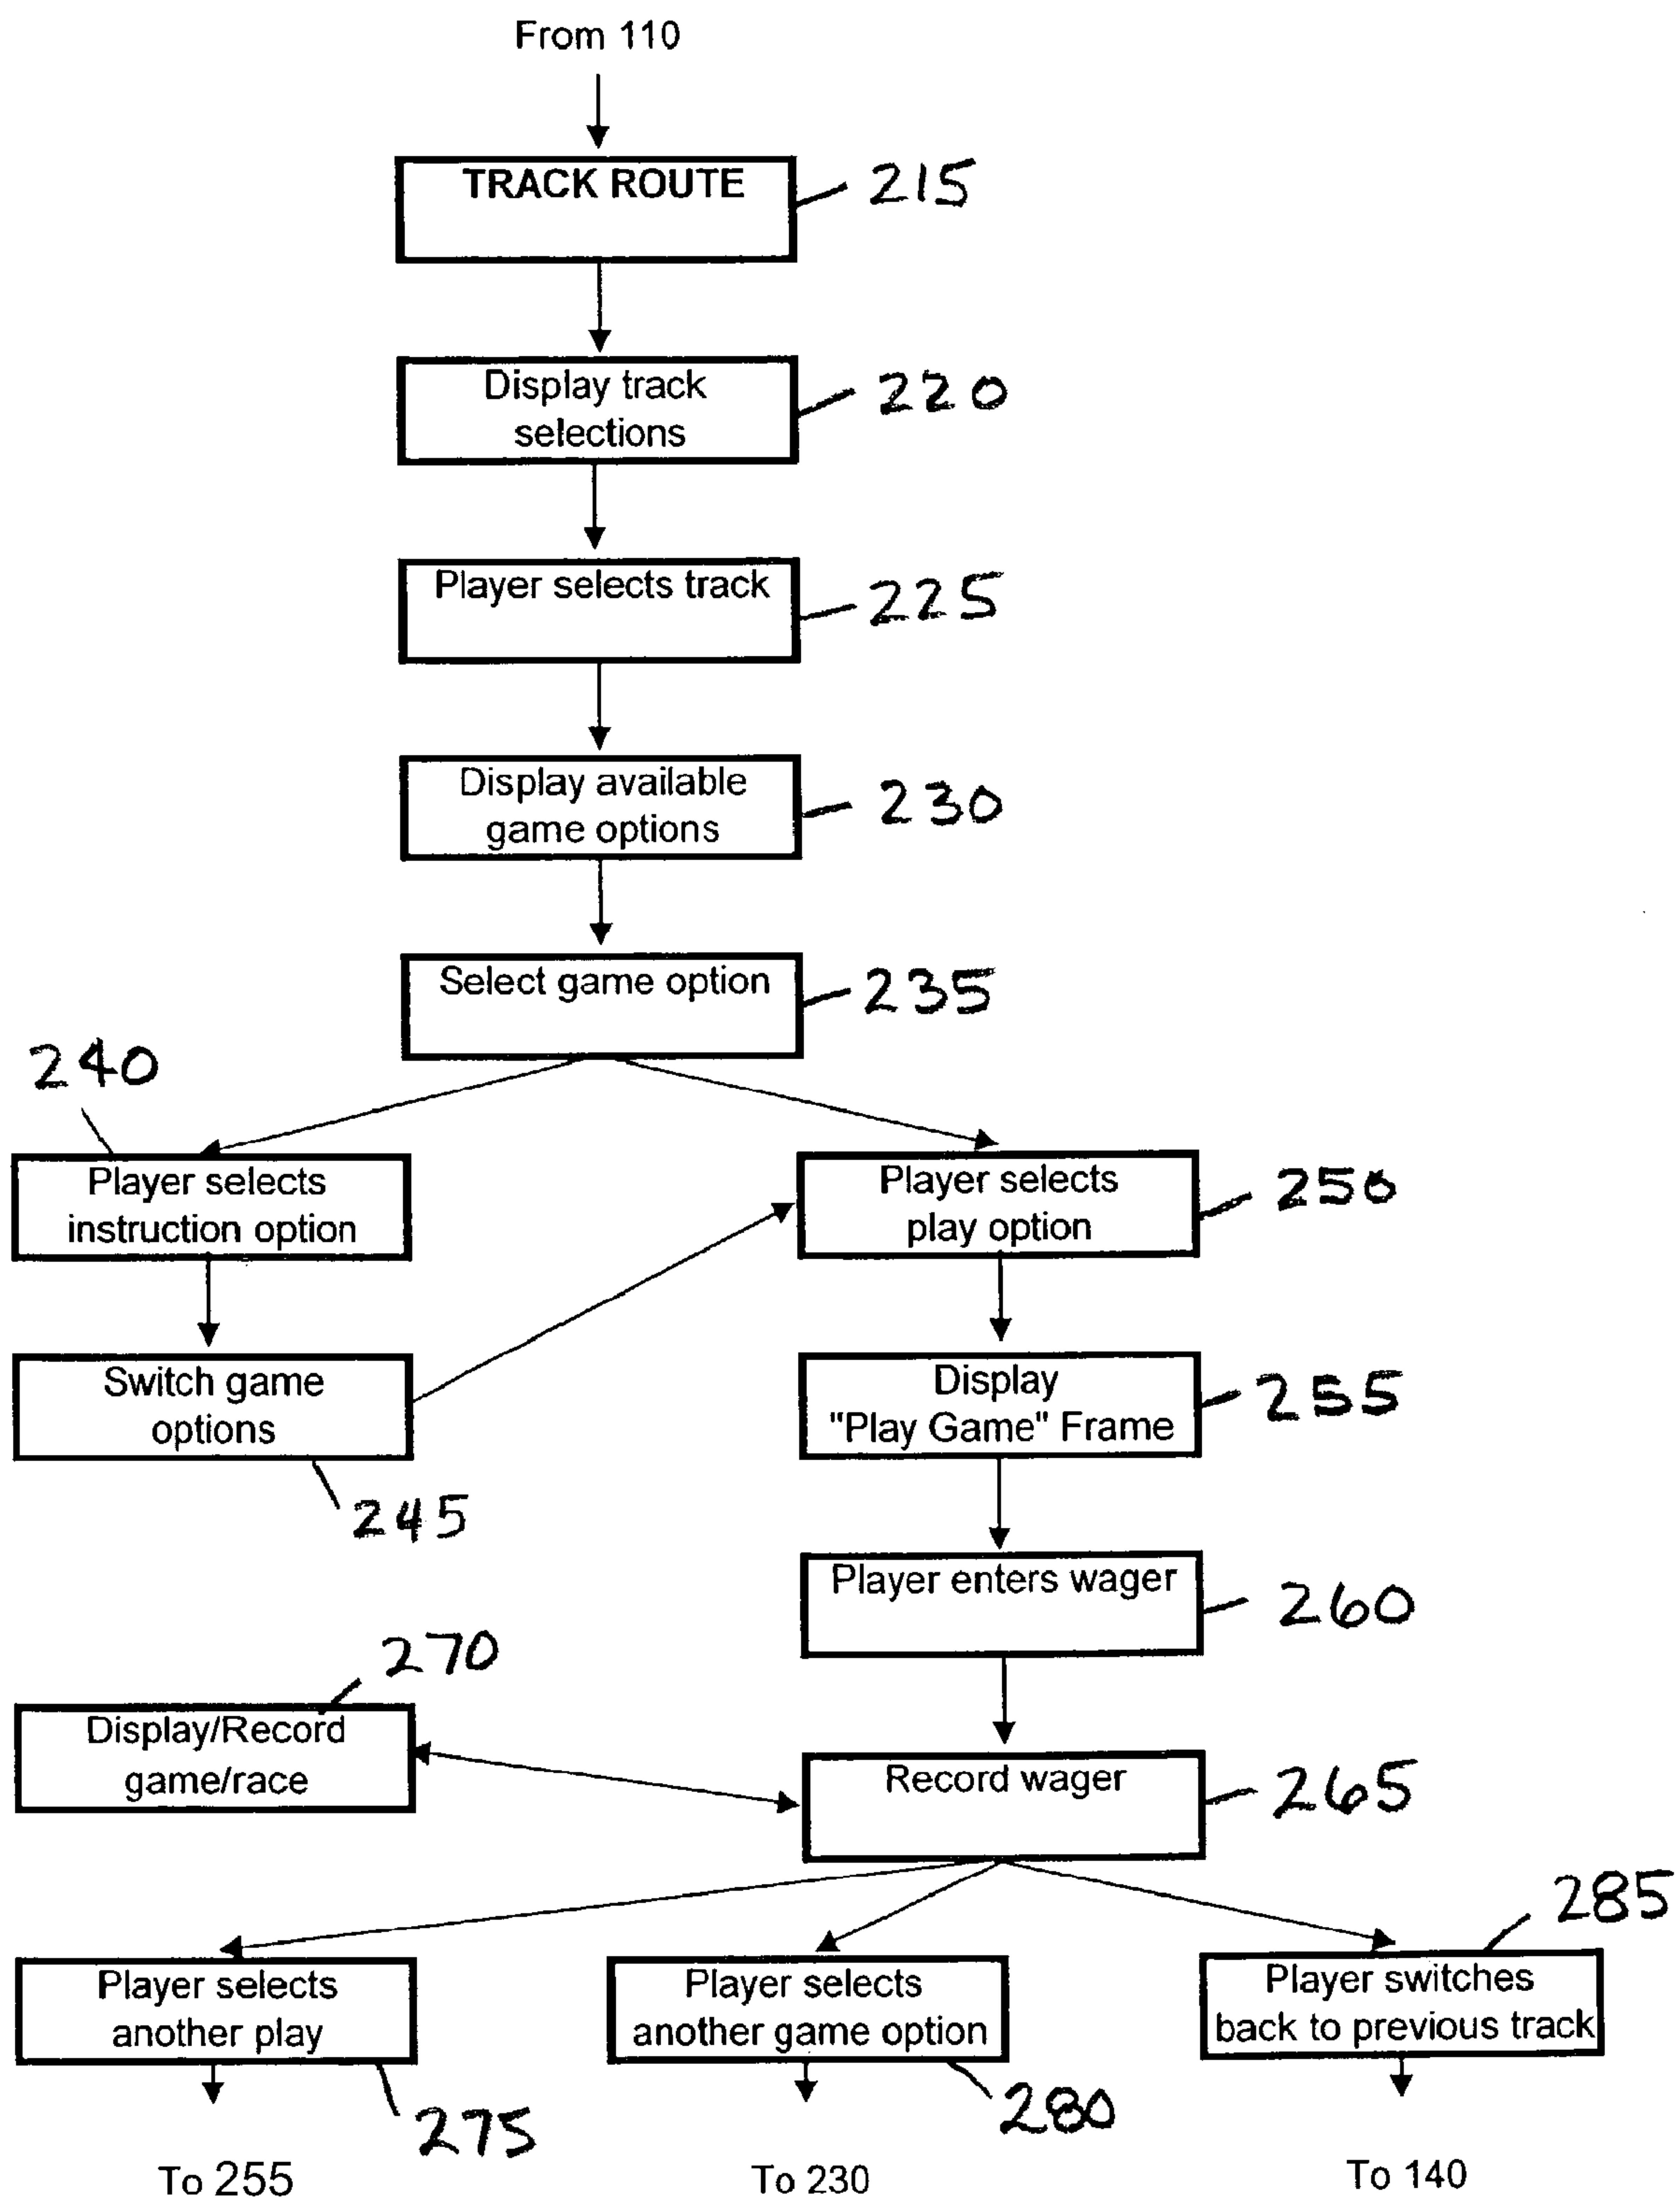 From 110
TRACK ROUTE
215
Display track
selections
220
Player selects track
225
Display available
game options
230
Select game option
235
240
Player selects
instruction option
Player selects
play option
250
Switch game
options
245
Display
"Play Game" Frame
255
Player enters wager
260
270
Display/Record
game/race
Record wager
265
285
Player selects
another play
275
Player selects
another game option
280
Player switches
back to previous track
To 255
To 230
To 140